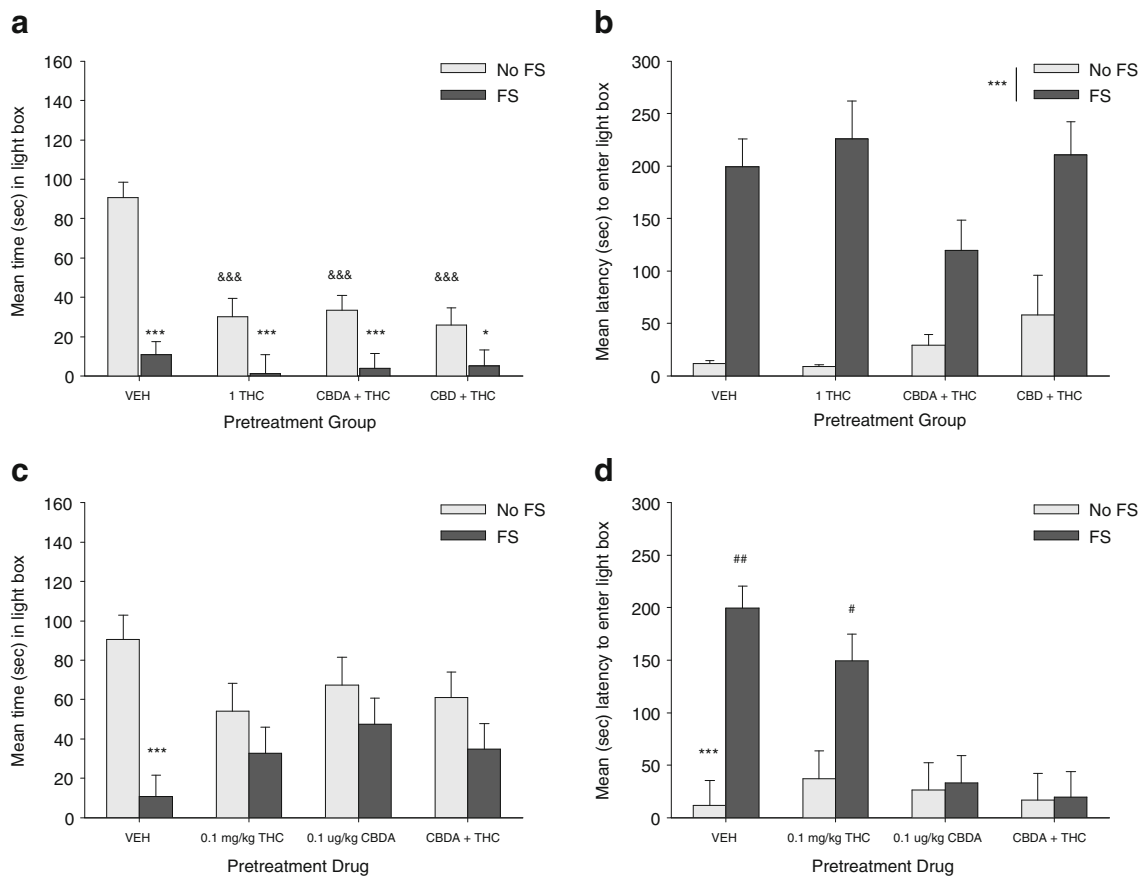 a
Mean time (sec) in light box
160
140
120
100
80
60
40
20
0
No FS
FS
&&&
&&&
&&&
***
***
***
*
VEH
1 THC
CBDA + THC
CBD + THC
Pretreatment Group
b
Mean latency (sec) to enter light box
300
250
200
150
100
50
0
No FS
FS
***
VEH
1 THC
CBDA + THC
CBD + THC
Pretreatment Group
c
Mean time (sec) in light box
160
140
120
100
80
60
40
20
0
No FS
FS
***
VEH
0.1 mg/kg THC
0.1 ug/kg CBDA
CBDA + THC
Pretreatment Drug
d
Mean (sec) latency to enter light box
300
250
200
150
100
50
0
No FS
FS
##
#
***
VEH
0.1 mg/kg THC
0.1 ug/kg CBDA
CBDA + THC
Pretreatment Drug